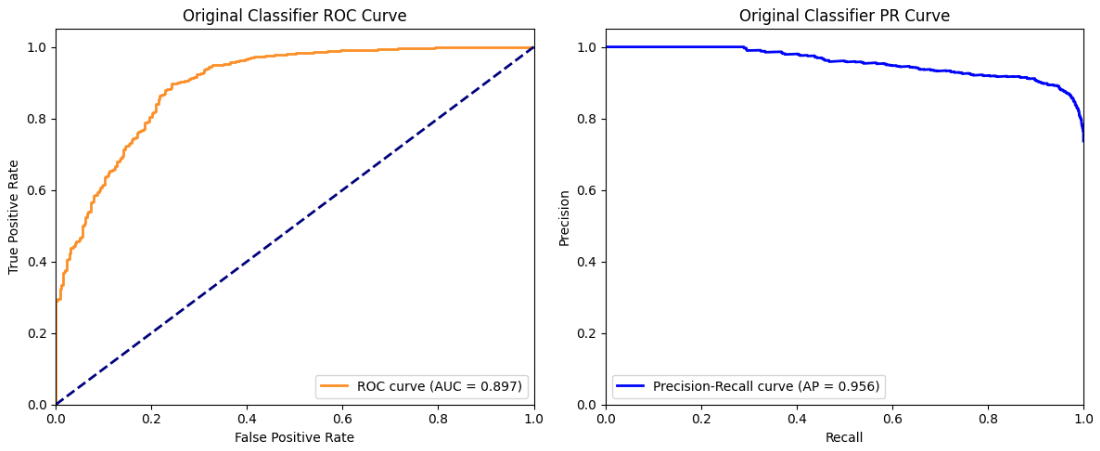 Original Classifier ROC Curve
True Positive Rate
1.0
0.8
0.6
0.4
0.2
0.0
ROC curve (AUC = 0.897)
0.0 0.2 0.4 0.6 0.8 1.0
False Positive Rate
Original Classifier PR Curve
Precision
1.0
0.8
0.6
0.4
0.2
0.0
Precision-Recall curve (AP = 0.956)
0.0 0.2 0.4 0.6 0.8 1.0
Recall